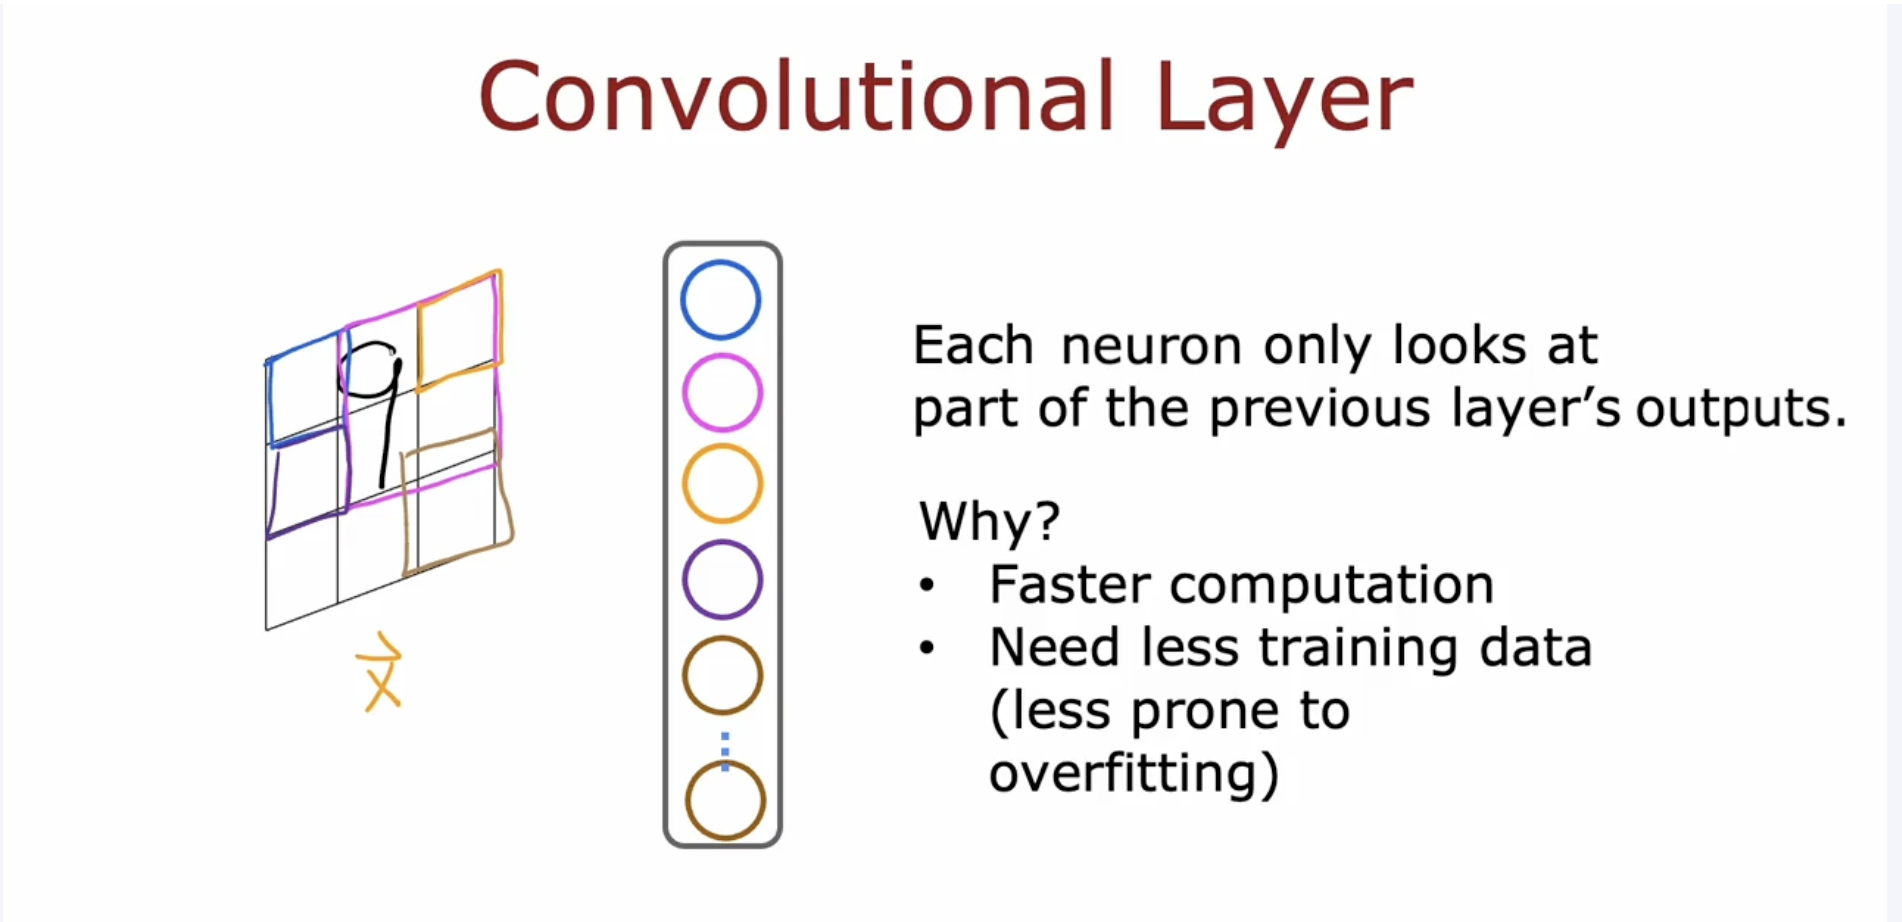 Convolutional Layer
9
x⃗
Each neuron only looks at
part of the previous layer’s outputs.
Why?
• Faster computation
• Need less training data
(less prone to
overfitting)